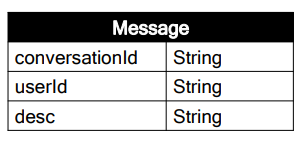 Message
conversationId String
userId String
desc String